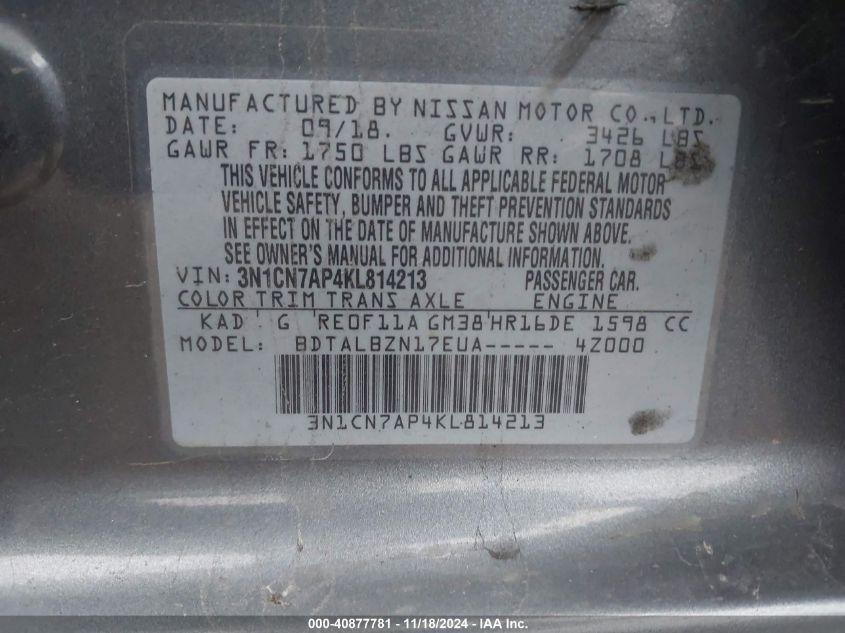 MANUFACTURED BY NISSAN MOTOR CO., LTD.
DATE: 09/18. GVWR: 3426 LBS
GAWR FR: 1750 LBS GAWR RR: 1708 LBS
THIS VEHICLE CONFORMS TO ALL APPLICABLE FEDERAL MOTOR
VEHICLE SAFETY, BUMPER AND THEFT PREVENTION STANDARDS
IN EFFECT ON THE DATE OF MANUFACTURE SHOWN ABOVE.
SEE OWNER'S MANUAL FOR ADDITIONAL INFORMATION.
VIN: 3N1CN7AP4KL814213 PASSENGER CAR.
COLOR TRIM TRANS AXLE ENGINE
KAD G RE0F11A GM38 HR16DE 1598 CC
MODEL: BDTALBZN17EUA----- 4Z000
3N1CN7AP4KL814213
000-40877781 - 11/18/2024 - IAA Inc.